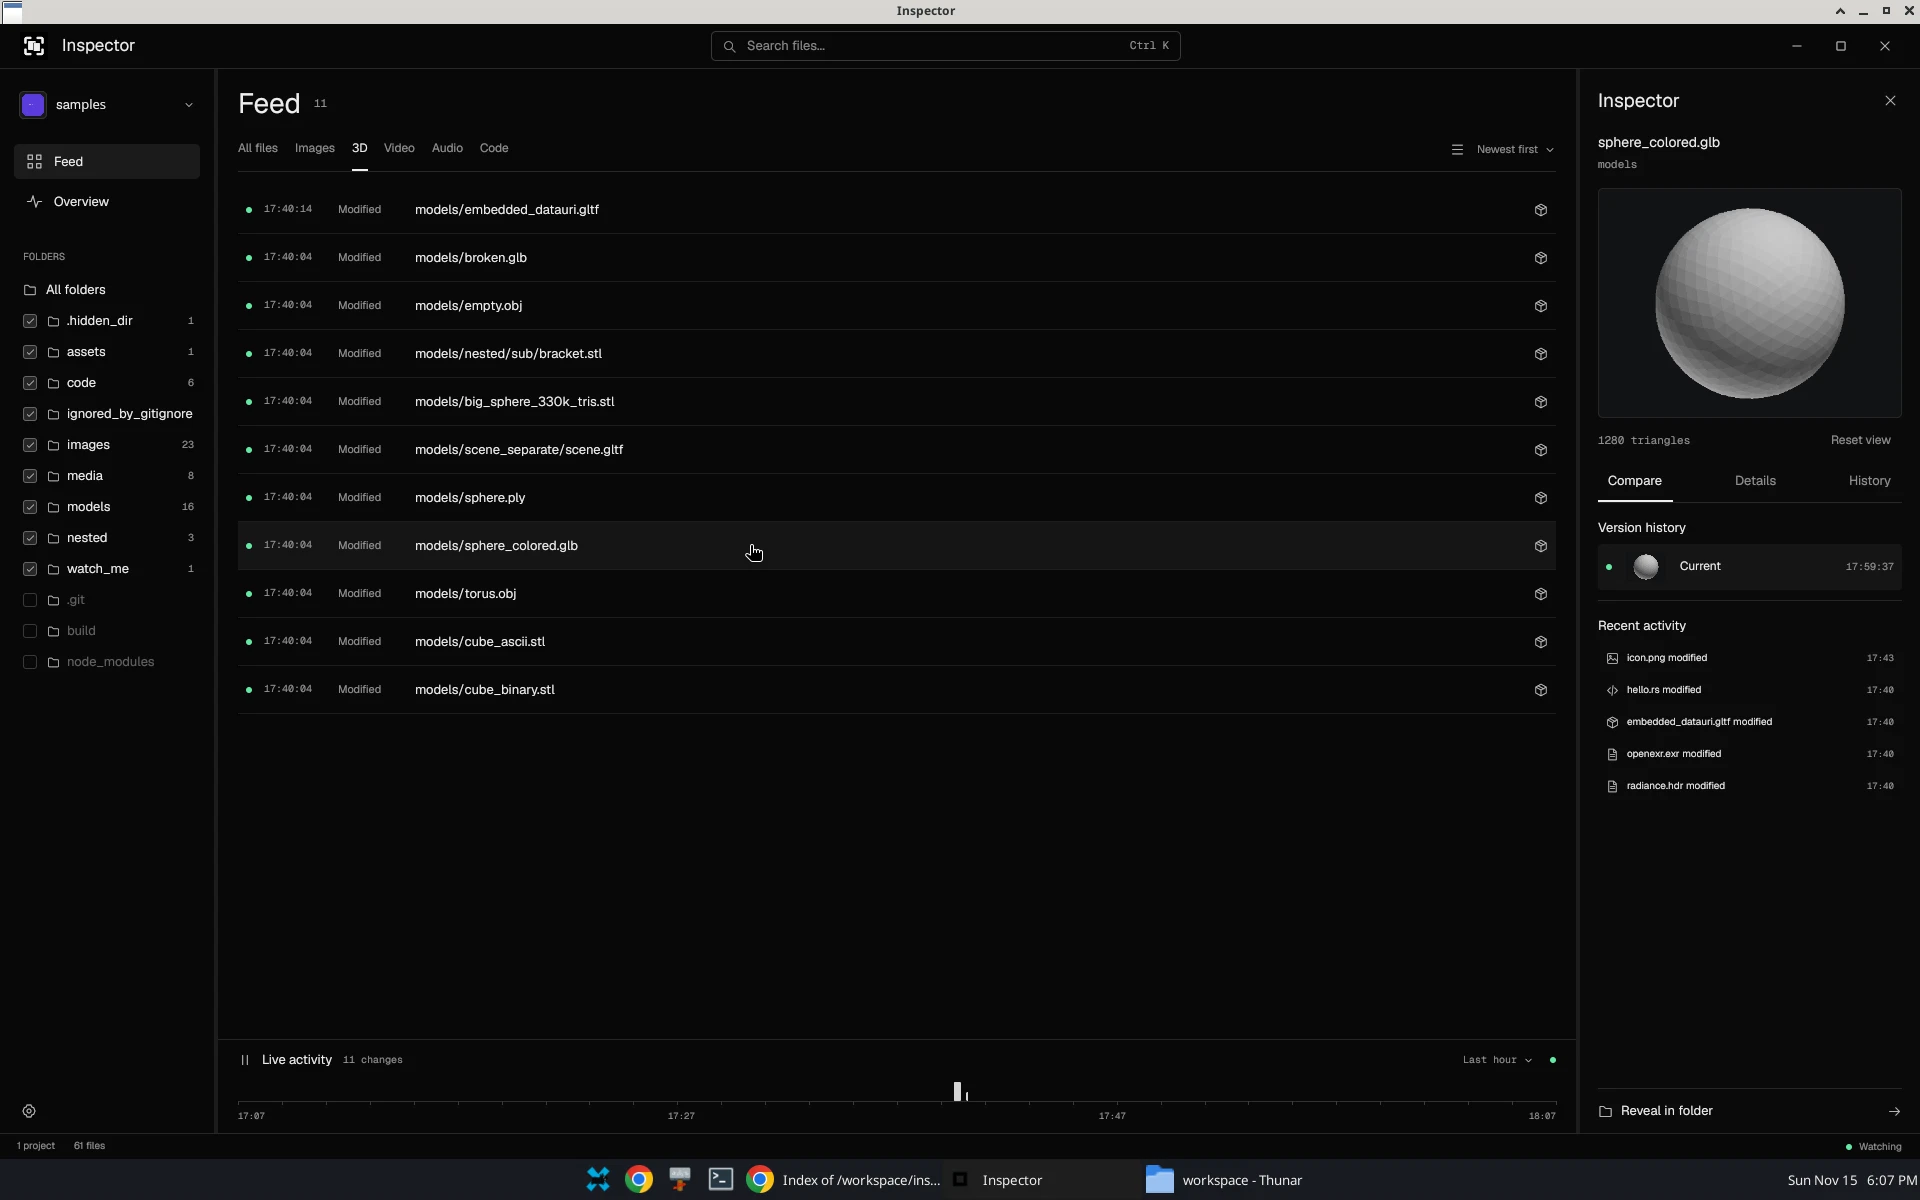 Inspector
Inspector
Search files...
Ctrl K
samples
Feed
Overview
FOLDERS
All folders
.hidden_dir 1
assets 1
code 6
ignored_by_gitignore
images 23
media 8
models 16
nested 3
watch_me 1
.git
build
node_modules
Feed 11
All files Images 3D Video Audio Code
Newest first
17:40:14 Modified models/embedded_datauri.gltf
17:40:04 Modified models/broken.glb
17:40:04 Modified models/empty.obj
17:40:04 Modified models/nested/sub/bracket.stl
17:40:04 Modified models/big_sphere_330k_tris.stl
17:40:04 Modified models/scene_separate/scene.gltf
17:40:04 Modified models/sphere.ply
17:40:04 Modified models/sphere_colored.glb
17:40:04 Modified models/torus.obj
17:40:04 Modified models/cube_ascii.stl
17:40:04 Modified models/cube_binary.stl
Live activity 11 changes
Last hour
17:07 17:27 17:47 18:07
Inspector
sphere_colored.glb
models
1280 triangles Reset view
Compare Details History
Version history
Current 17:59:37
Recent activity
icon.png modified 17:43
hello.rs modified 17:40
embedded_datauri.gltf modified 17:40
openexr.exr modified 17:40
radiance.hdr modified 17:40
Reveal in folder
1 project 61 files
Watching
Index of /workspace/ins...
Inspector
workspace - Thunar
Sun Nov 15 6:07 PM